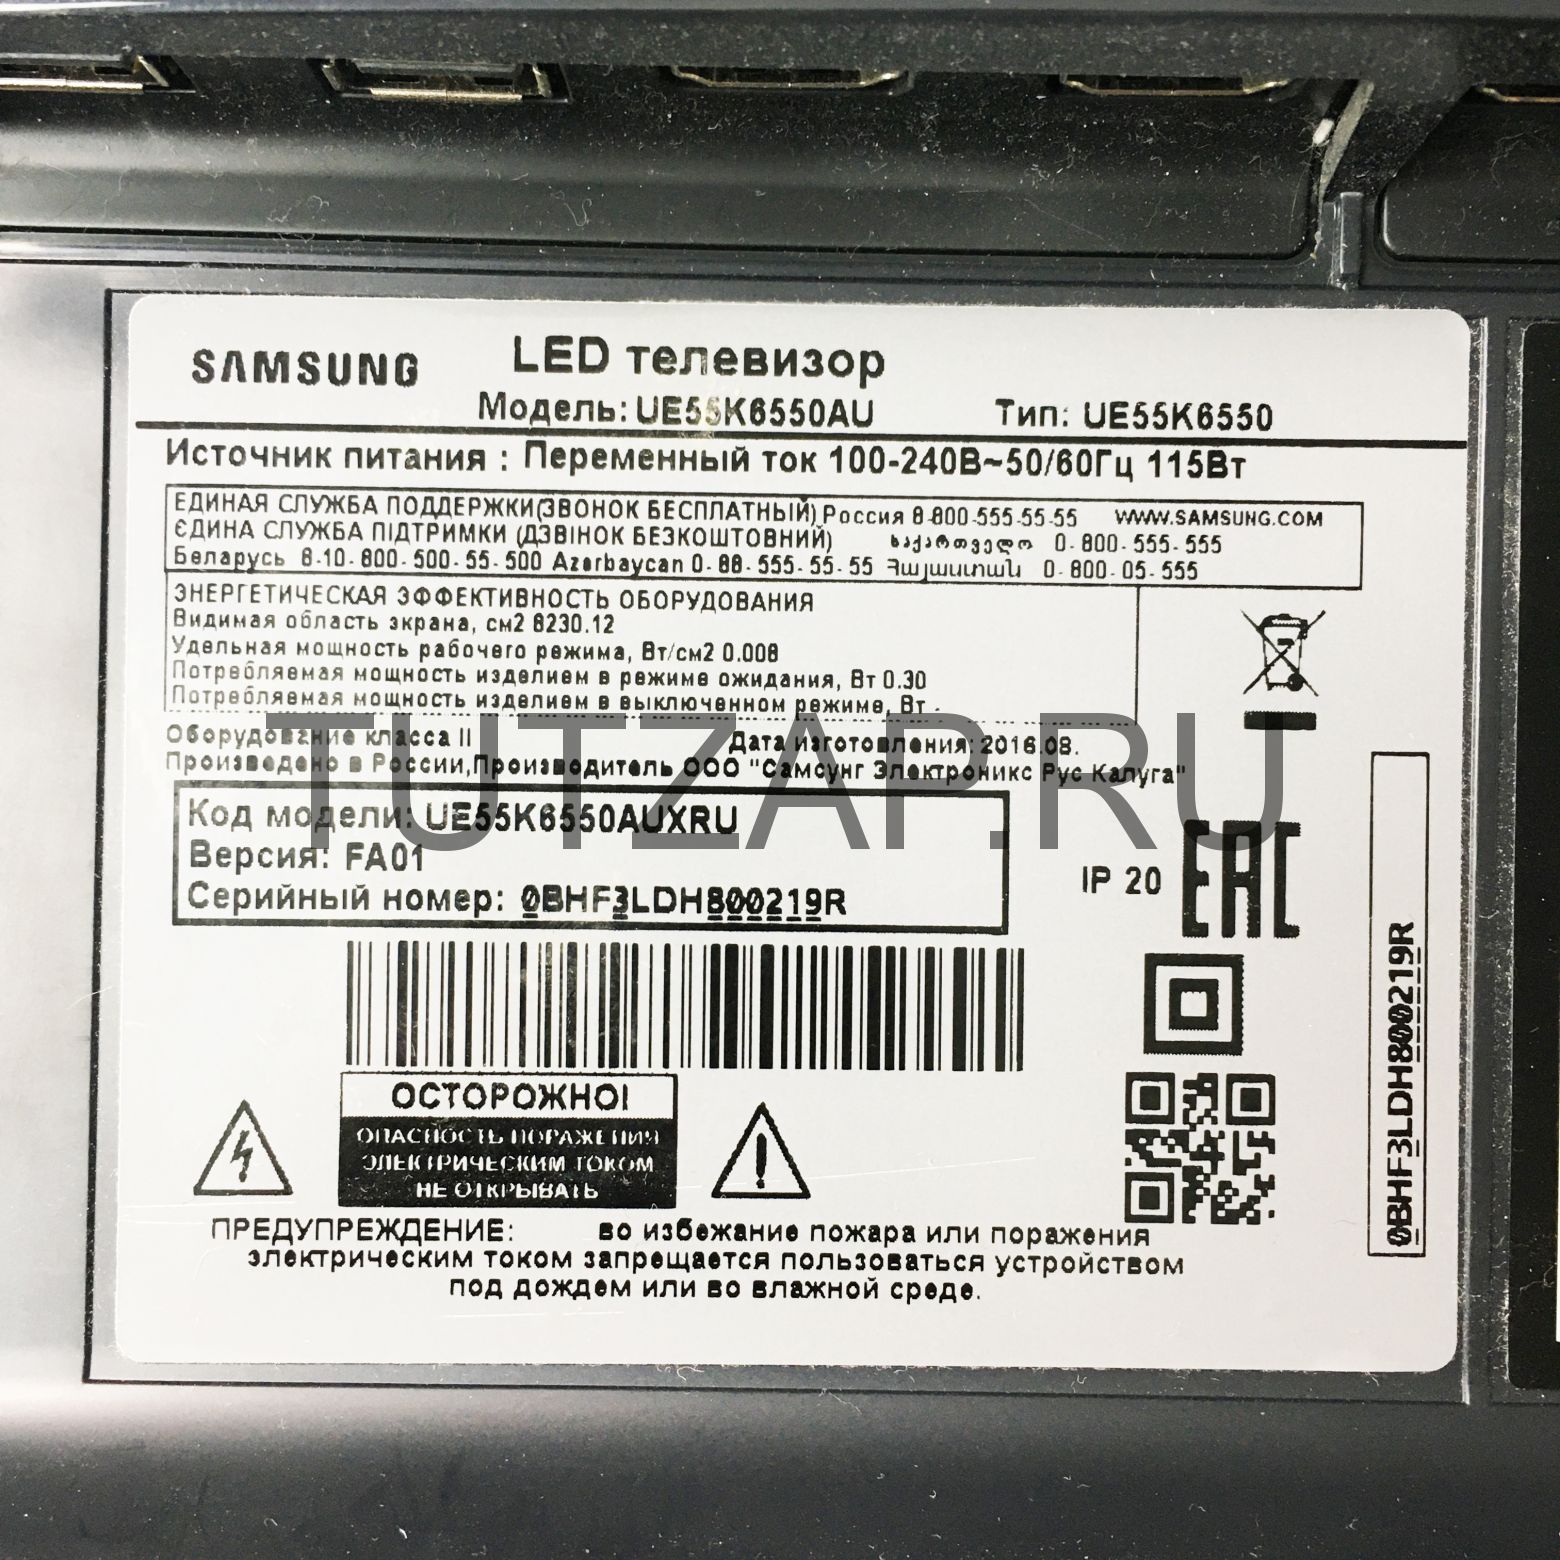 SAMSUNG
LED телевизор
Модель: UE55K6550AU Тип: UE55K6550
Источник питания : Переменный ток 100-240В~50/60Гц 115Вт
ЕДИНАЯ СЛУЖБА ПОДДЕРЖКИ(ЗВОНОК БЕСПЛАТНЫЙ) Россия 8-800-555-55-55 WWW.SAMSUNG.COM
ЄДИНА СЛУЖБА ПІДТРИМКИ (ДЗВІНОК БЕЗКОШТОВНИЙ) საქართველო 0-800-555-555
Беларусь 8-10-800-500-55-500 Azerbaycan 0-88-555-55-55 Հայաստան 0-800-05-555
ЭНЕРГЕТИЧЕСКАЯ ЭФФЕКТИВНОСТЬ ОБОРУДОВАНИЯ
Видимая область экрана, см2 8230.12
Удельная мощность рабочего режима, Вт/см2 0.008
Потребляемая мощность изделием в режиме ожидания, Вт 0.30
Потребляемая мощность изделием в выключенном режиме, Вт -
Оборудование класса II Дата изготовления: 2016.08.
Произведено в России,Производитель ООО "Самсунг Электроникс Рус Калуга"
TUTZAP.RU
Код модели: UE55K6550AUXRU
Версия: FA01
Серийный номер: 0BHF3LDH800219R
IP 20 EAC
0BHF3LDH800219R
ОСТОРОЖНО!
ОПАСНОСТЬ ПОРАЖЕНИЯ
ЭЛЕКТРИЧЕСКИМ ТОКОМ
НЕ ОТКРЫВАТЬ
ПРЕДУПРЕЖДЕНИЕ: во избежание пожара или поражения
электрическим током запрещается пользоваться устройством
под дождем или во влажной среде.